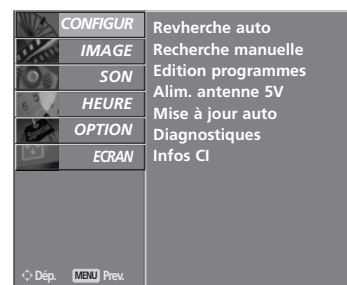 CONFIGUR
IMAGE
SON
HEURE
OPTION
ECRAN
Revherche auto
Recherche manuelle
Edition programmes
Alim. antenne 5V
Mise à jour auto
Diagnostiques
Infos CI
Dép. MENU Prev.